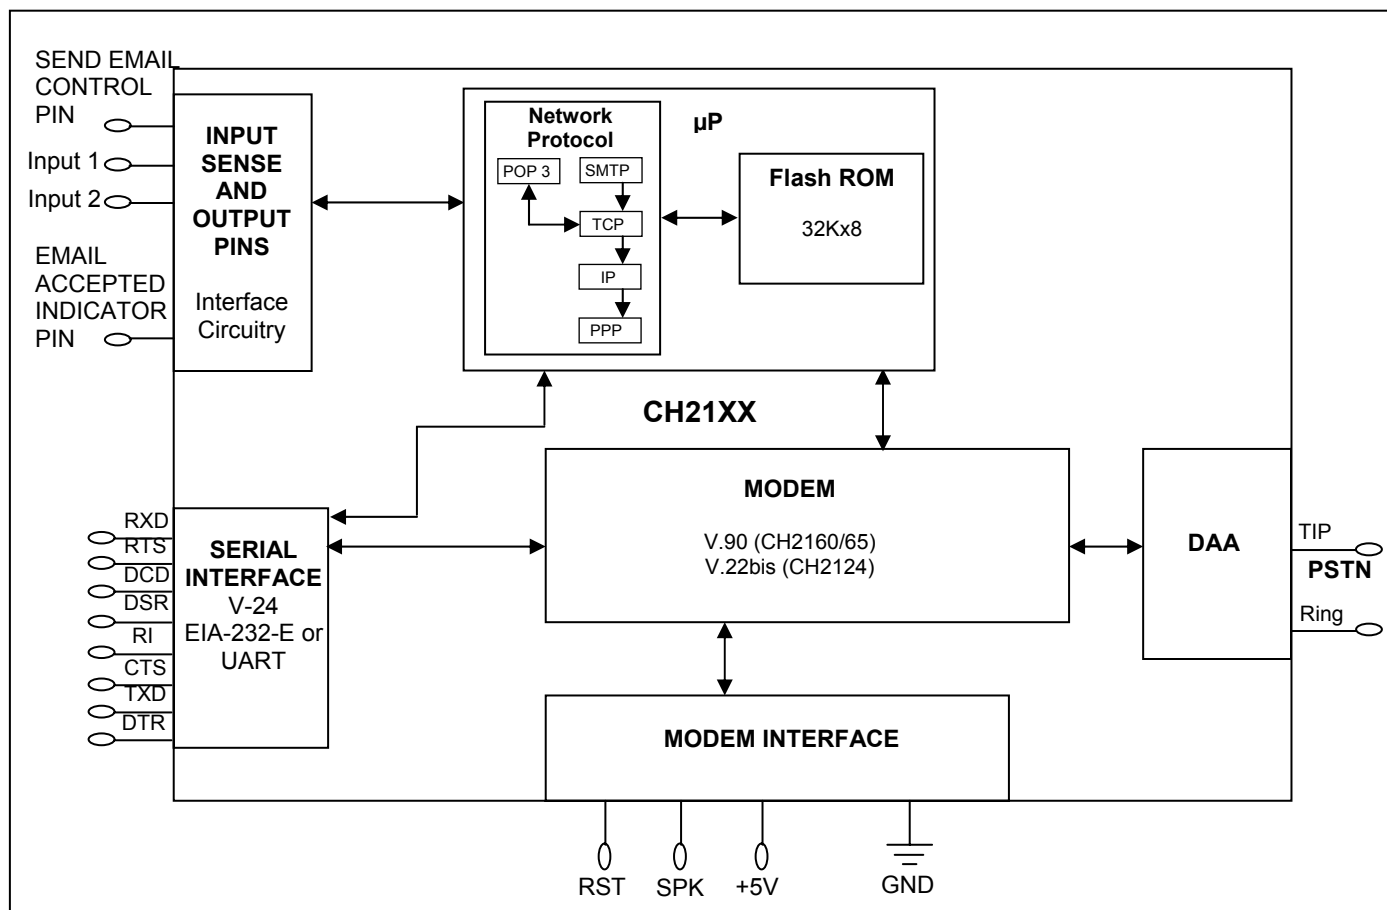 SEND EMAIL
CONTROL
PIN
Input 1
Input 2
EMAIL
ACCEPTED
INDICATOR
PIN
INPUT
SENSE
AND
OUTPUT
PINS
Interface
Circuitry
Network
Protocol
POP 3
SMTP
TCP
IP
PPP
µP
Flash ROM
32Kx8
CH21XX
RXD
RTS
DCD
DSR
RI
CTS
TXD
DTR
SERIAL
INTERFACE
V-24
EIA-232-E or
UART
MODEM
V.90 (CH2160/65)
V.22bis (CH2124)
DAA
TIP
PSTN
Ring
MODEM INTERFACE
RST
SPK
+5V
GND